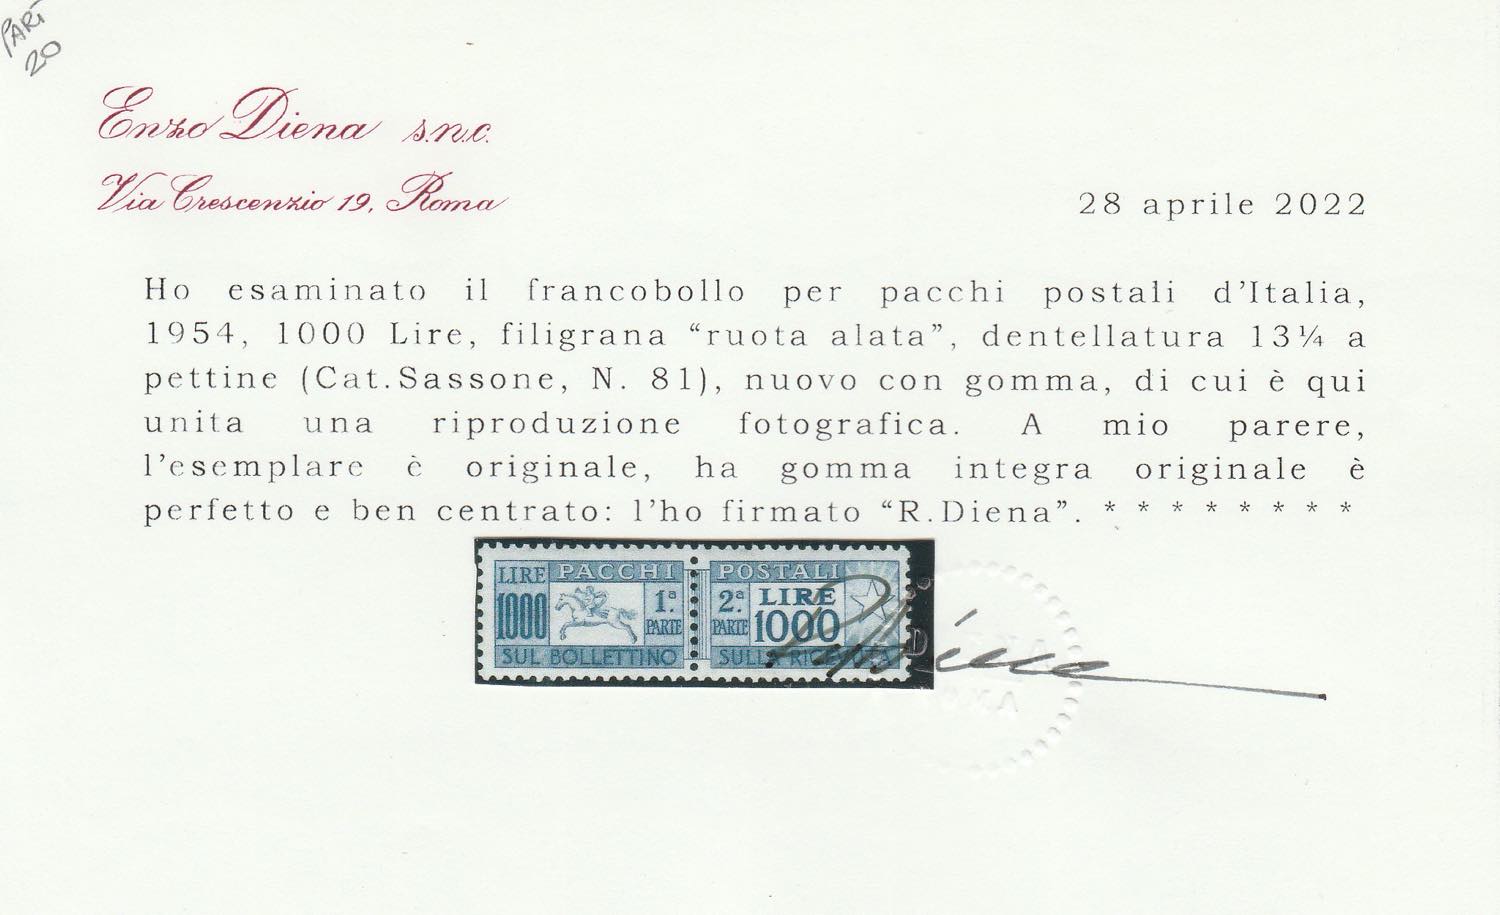 PART
20
Enzo Diena s.n.c.
Via Crescenzio 19, Roma
28 aprile 2022
Ho esaminato il francobollo per pacchi postali d'Italia,
1954, 1000 Lire, filigrana “ruota alata”, dentellatura 13¼ a
pettine (Cat.Sassone, N. 81), nuovo con gomma, di cui è qui
unita una riproduzione fotografica. A mio parere,
l'esemplare è originale, ha gomma integra originale è
perfetto e ben centrato: l'ho firmato “R.Diena”. * * * * * * * *
LIRE PACCHI POSTALI
1000 1ª PARTE 2ª PARTE LIRE 1000
SUL BOLLETTINO SULLA RICEVUTA